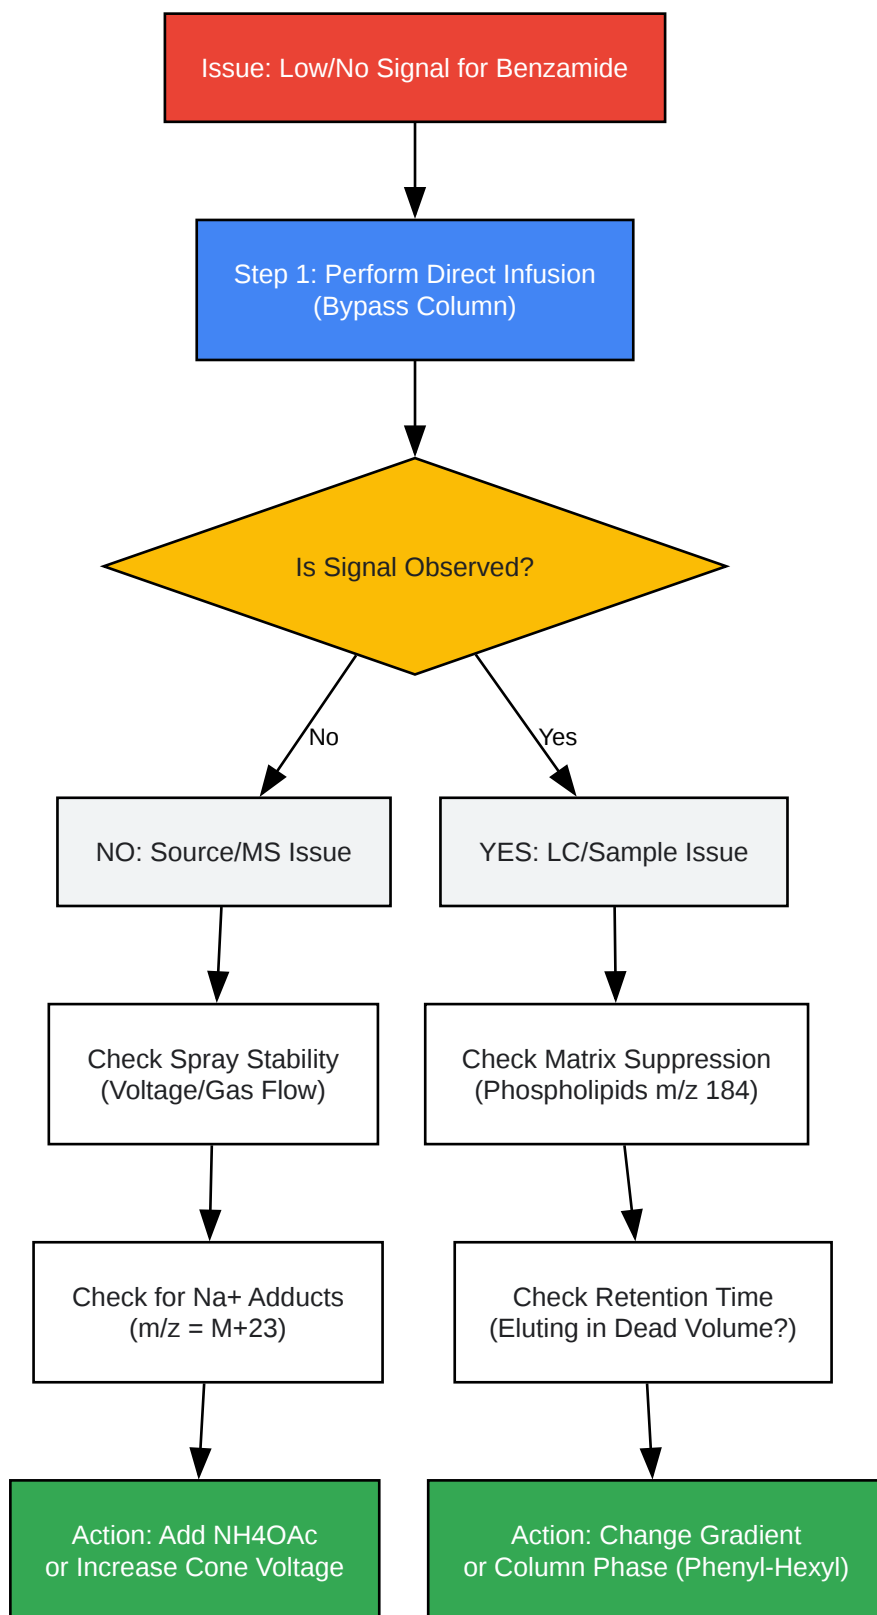 Issue: Low/No Signal for Benzamide
Step 1: Perform Direct Infusion
(Bypass Column)
Is Signal Observed?
No
Yes
NO: Source/MS Issue
YES: LC/Sample Issue
Check Spray Stability
(Voltage/Gas Flow)
Check Matrix Suppression
(Phospholipids m/z 184)
Check for Na+ Adducts
(m/z = M+23)
Check Retention Time
(Eluting in Dead Volume?)
Action: Add NH4OAc
or Increase Cone Voltage
Action: Change Gradient
or Column Phase (Phenyl-Hexyl)